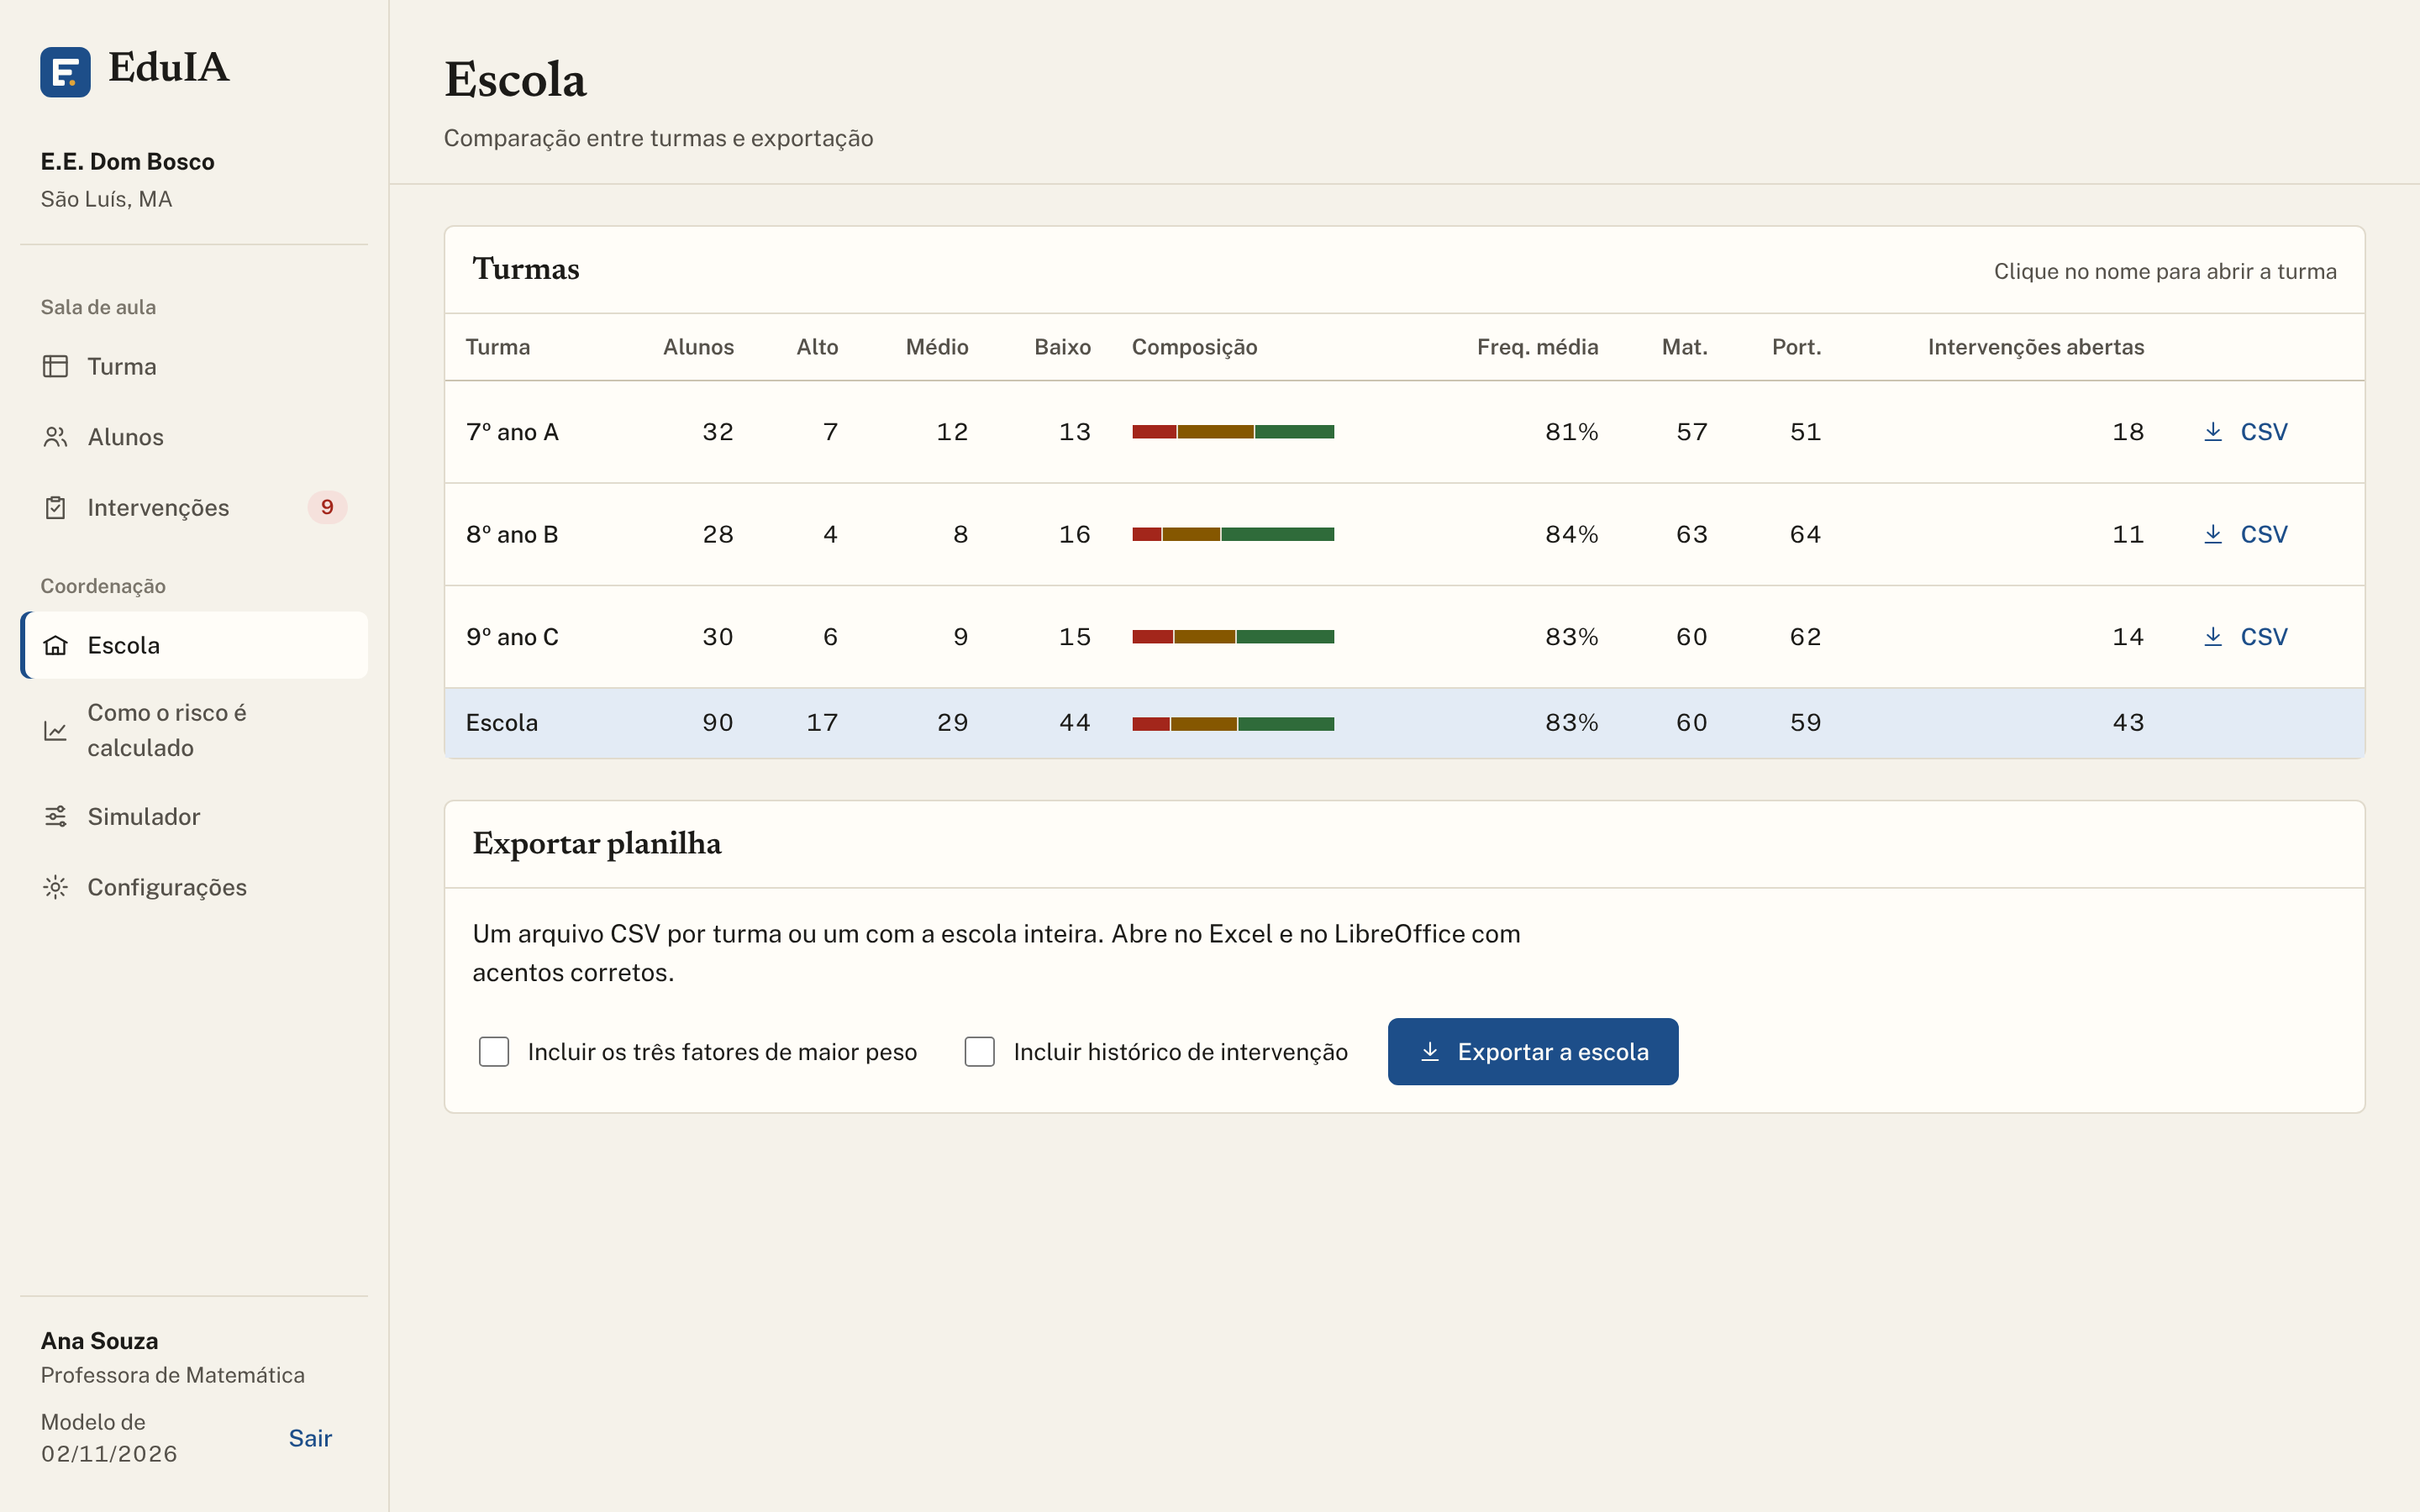 EduIA
E.E. Dom Bosco
São Luís, MA
Sala de aula
Turma
Alunos
Intervenções 9
Coordenação
Escola
Como o risco é
calculado
Simulador
Configurações
Ana Souza
Professora de Matemática
Modelo de
02/11/2026
Sair
Escola
Comparação entre turmas e exportação
Turmas
Clique no nome para abrir a turma
Turma Alunos Alto Médio Baixo Composição Freq. média Mat. Port. Intervenções abertas
7º ano A 32 7 12 13 81% 57 51 18 CSV
8º ano B 28 4 8 16 84% 63 64 11 CSV
9º ano C 30 6 9 15 83% 60 62 14 CSV
Escola 90 17 29 44 83% 60 59 43
Exportar planilha
Um arquivo CSV por turma ou um com a escola inteira. Abre no Excel e no LibreOffice com
acentos corretos.
Incluir os três fatores de maior peso
Incluir histórico de intervenção
Exportar a escola